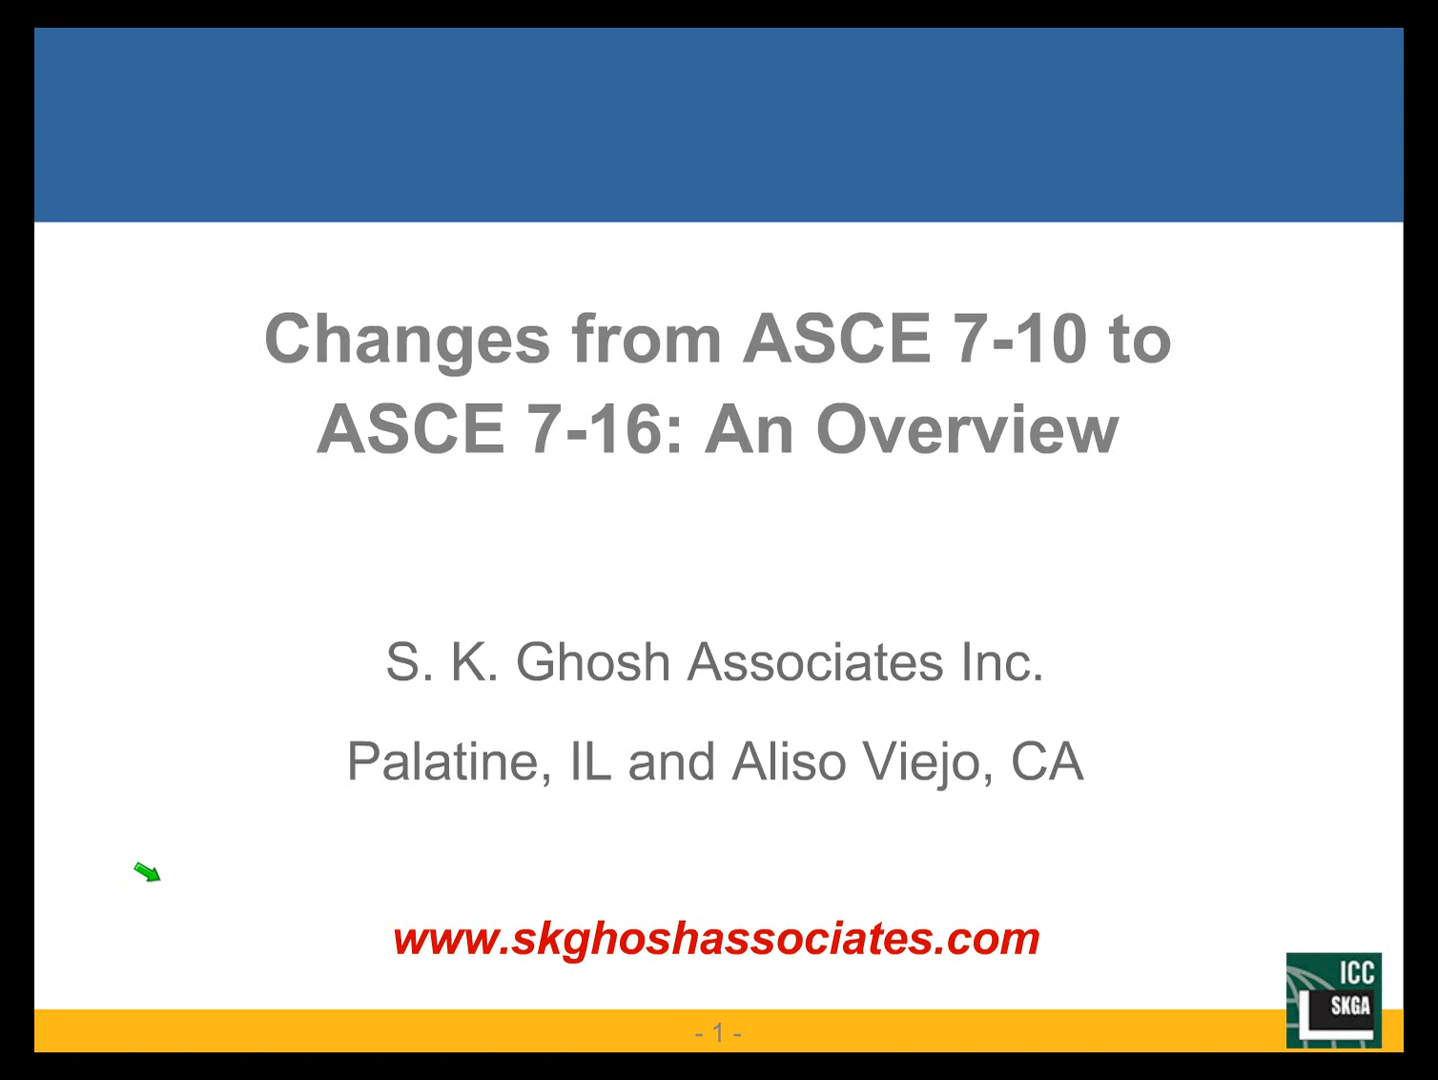 Changes from ASCE 7-10 to
ASCE 7-16: An Overview
S. K. Ghosh Associates Inc.
Palatine, IL and Aliso Viejo, CA
www.skghoshassociates.com
ICC
SKGA
- 1 -